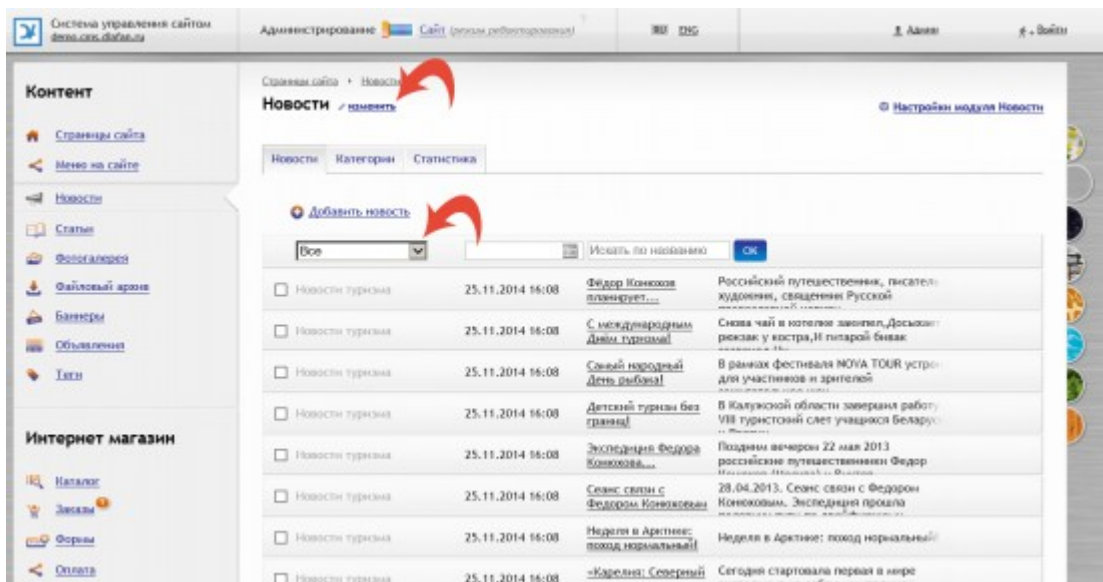 Система управления сайтом
demo.cms.diafan.ru
Администрирование Сайт (режим редактирования)
RU ENG
Админ
Выйти
Контент
Страницы сайта
Меню на сайте
Новости
Статьи
Фотогалерея
Файловый архив
Баннеры
Объявления
Теги
Интернет магазин
Каталог
Заказы
Формы
Оплата
Страницы сайта › Новости
Новости изменить
Настройки модуля Новости
Новости Категории Статистика
Добавить новость
Все
Искать по названию
ОК
Новости туризма 25.11.2014 16:08 Фёдор Конюхов Российский путешественник, писатель
планирует.... художник, священник Русской
Новости туризма 25.11.2014 16:08 С международным Снова чай в котелке закипел,Досыхает
Днём туризма! рюкзак у костра,И гитарой бивак
Новости туризма 25.11.2014 16:08 Самый народный В рамках фестиваля NOVA TOUR устро
День рыбака! для участников и зрителей
Новости туризма 25.11.2014 16:08 Детский туризм без В Калужской области завершил работу
границ! VIII туристский слет учащихся Беларус
Новости туризма 25.11.2014 16:08 Экспедиция Федора Поздним вечером 22 мая 2013
Конюхова.... российские путешественники Федор
Новости туризма 25.11.2014 16:08 Сеанс связи с 28.04.2013. Сеанс связи с Федором
Федором Конюховым Конюховым. Экспедиция прошла
Новости туризма 25.11.2014 16:08 Неделя в Арктике: Неделя в Арктике: поход нормальный!
поход нормальный!
Новости туризма 25.11.2014 16:08 «Карелия: Северный Сегодня стартовала первая в мире